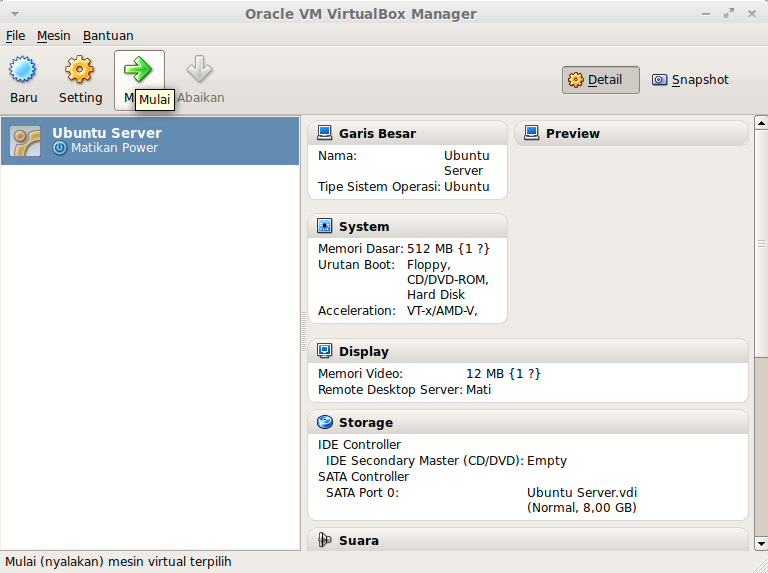 Oracle VM VirtualBox Manager
File Mesin Bantuan
Baru Setting Mulai Abaikan Detail Snapshot
Ubuntu Server
Matikan Power
Garis Besar
Nama: Ubuntu
Server
Tipe Sistem Operasi: Ubuntu
Preview
System
Memori Dasar: 512 MB {1 ?}
Urutan Boot: Floppy,
CD/DVD-ROM,
Hard Disk
Acceleration: VT-x/AMD-V,
Display
Memori Video: 12 MB {1 ?}
Remote Desktop Server: Mati
Storage
IDE Controller
IDE Secondary Master (CD/DVD): Empty
SATA Controller
SATA Port 0: Ubuntu Server.vdi
(Normal, 8,00 GB)
Suara
Mulai (nyalakan) mesin virtual terpilih